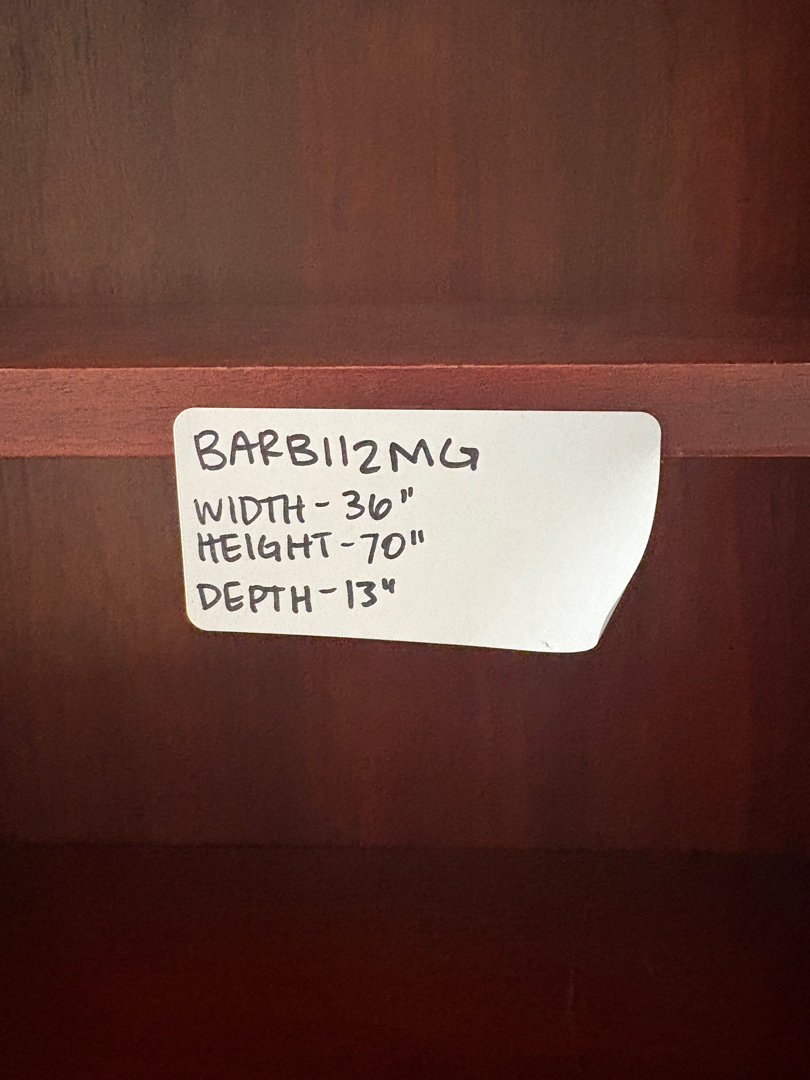 BARB112MG
WIDTH - 36"
HEIGHT - 70"
DEPTH - 13"